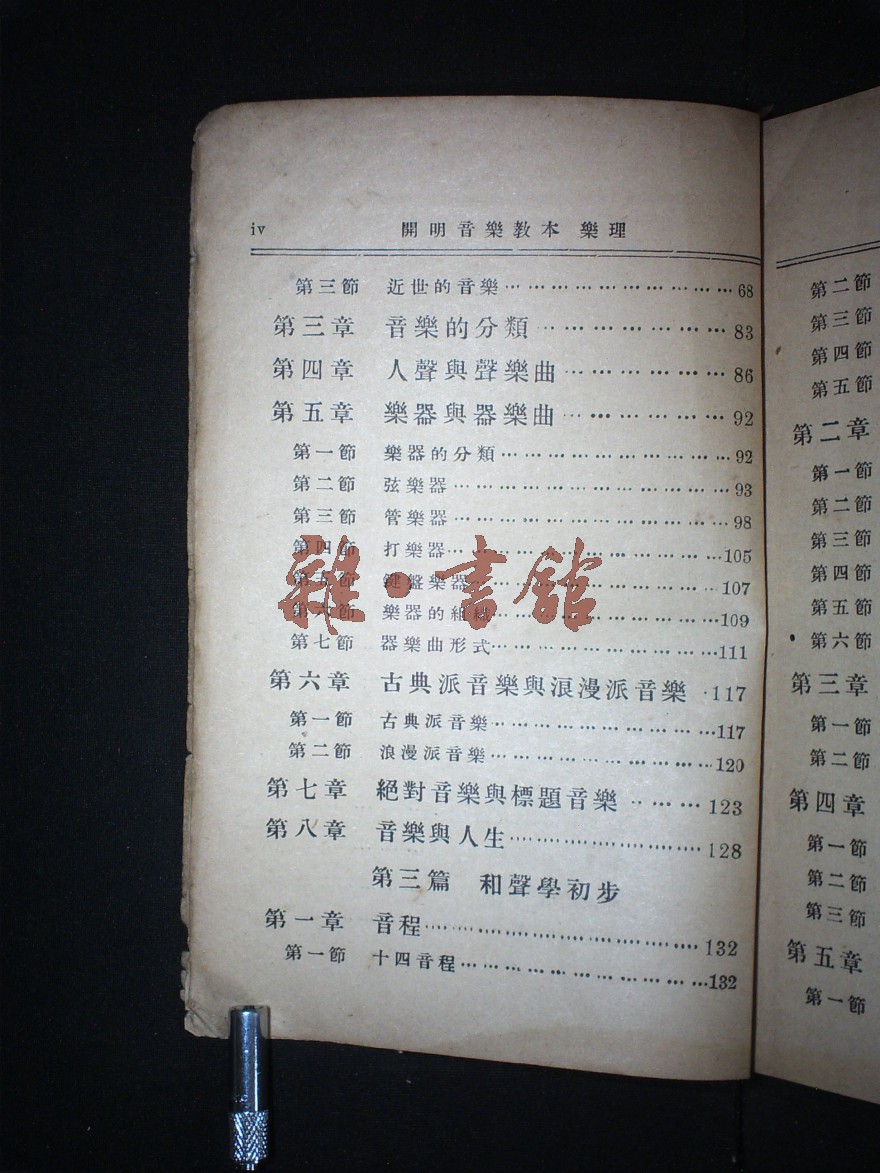 iv 開明音樂敎本 樂理
第三節 近世的音樂……………………………68
第三章 音樂的分類……………………83
第四章 人聲與聲樂曲…………………86
第五章 樂器與器樂曲…………………92
第一節 樂器的分類……………………………92
第二節 弦樂器…………………………………93
第三節 管樂器…………………………………98
第四節 打樂器…………………………………105
第五節 鍵盤樂器………………………………107
第六節 樂器的組織……………………………109
第七節 器樂曲形式……………………………111
第六章 古典派音樂與浪漫派音樂 ·117
第一節 古典派音樂……………………………117
第二節 浪漫派音樂……………………………120
第七章 絕對音樂與標題音樂………123
第八章 音樂與人生……………………128
第三篇 和聲學初步
第一章 音程……………………………132
第一節 十四音程………………………………132
雜·書館
第二節
第三節
第四節
第五節
第二章
第一節
第二節
第三節
第四節
第五節
第六節
第三章
第一節
第二節
第四章
第一節
第二節
第三節
第五章
第一節